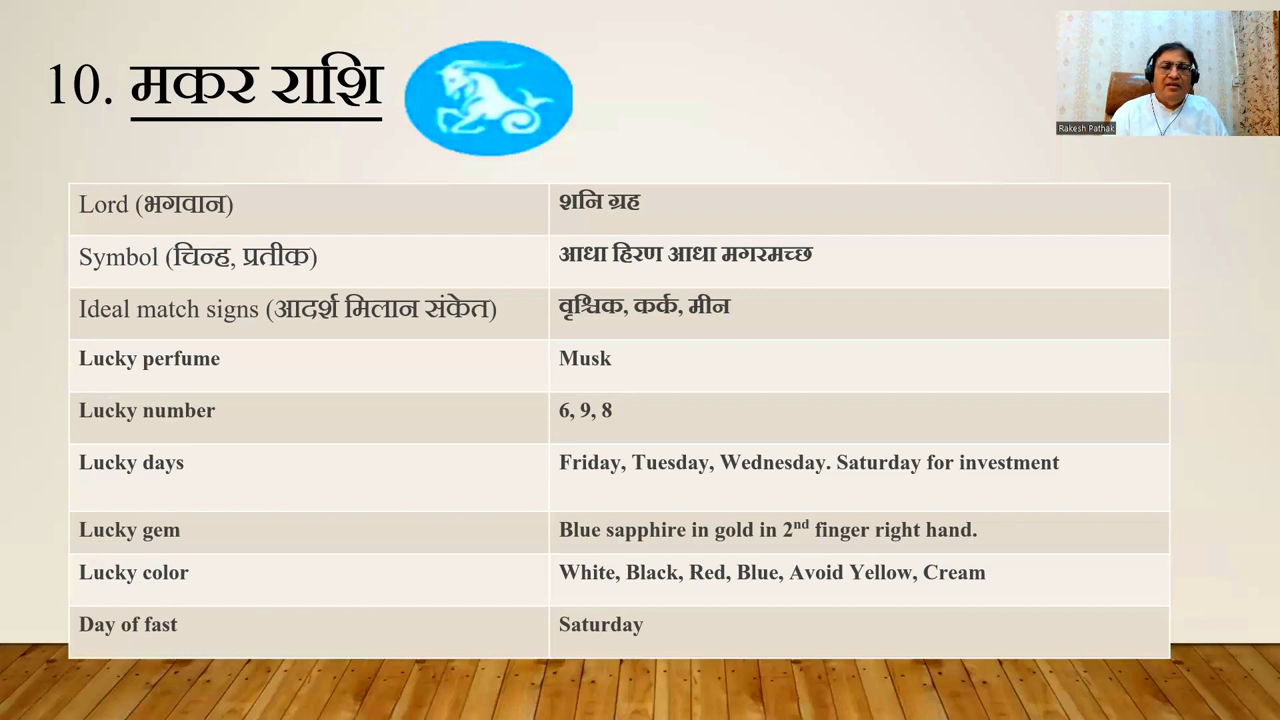 10. मकर राशि
Rakesh Pathak
Lord (भगवान) शनि ग्रह
Symbol (चिन्ह, प्रतीक) आधा हिरण आधा मगरमच्छ
Ideal match signs (आदर्श मिलान संकेत) वृश्चिक, कर्क, मीन
Lucky perfume Musk
Lucky number 6, 9, 8
Lucky days Friday, Tuesday, Wednesday. Saturday for investment
Lucky gem Blue sapphire in gold in 2nd finger right hand.
Lucky color White, Black, Red, Blue, Avoid Yellow, Cream
Day of fast Saturday